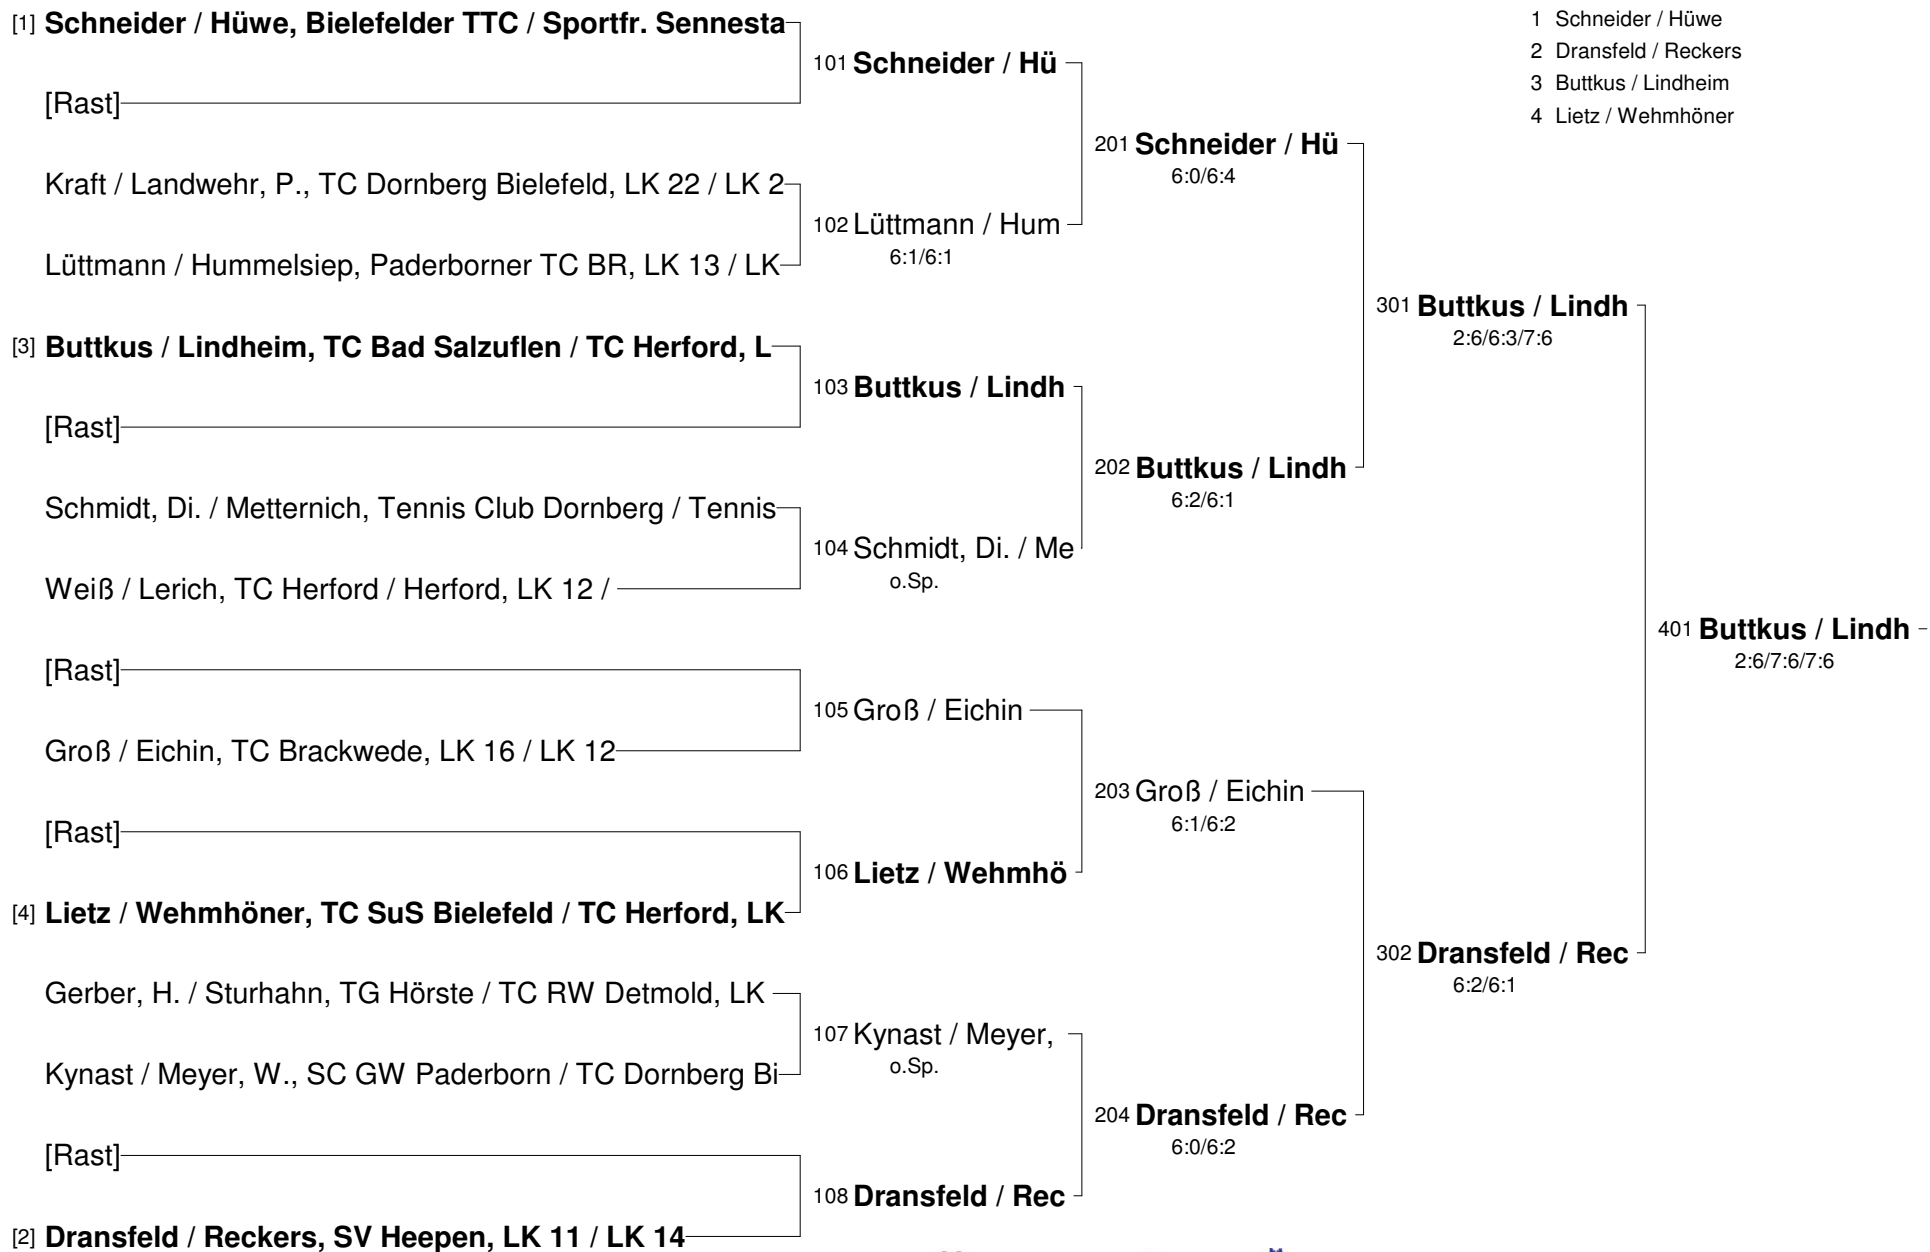 [1] Schneider / Hüwe, Bielefelder TTC / Sportfr. Sennesta
[Rast]
Kraft / Landwehr, P., TC Dornberg Bielefeld, LK 22 / LK 2
Lüttmann / Hummelsiep, Paderborner TC BR, LK 13 / LK
[3] Buttkus / Lindheim, TC Bad Salzuflen / TC Herford, L
[Rast]
Schmidt, Di. / Metternich, Tennis Club Dornberg / Tennis
Weiß / Lerich, TC Herford / Herford, LK 12 /
[Rast]
Groß / Eichin, TC Brackwede, LK 16 / LK 12
[Rast]
[4] Lietz / Wehmhöner, TC SuS Bielefeld / TC Herford, LK
Gerber, H. / Sturhahn, TG Hörste / TC RW Detmold, LK
Kynast / Meyer, W., SC GW Paderborn / TC Dornberg Bi
[Rast]
[2] Dransfeld / Reckers, SV Heepen, LK 11 / LK 14
101 Schneider / Hü
102 Lüttmann / Hum
6:1/6:1
103 Buttkus / Lindh
104 Schmidt, Di. / Me
o.Sp.
105 Groß / Eichin
106 Lietz / Wehmhö
107 Kynast / Meyer,
o.Sp.
108 Dransfeld / Rec
201 Schneider / Hü
6:0/6:4
202 Buttkus / Lindh
6:2/6:1
203 Groß / Eichin
6:1/6:2
204 Dransfeld / Rec
6:0/6:2
301 Buttkus / Lindh
2:6/6:3/7:6
302 Dransfeld / Rec
6:2/6:1
401 Buttkus / Lindh
2:6/7:6/7:6
1 Schneider / Hüwe
2 Dransfeld / Reckers
3 Buttkus / Lindheim
4 Lietz / Wehmhöner